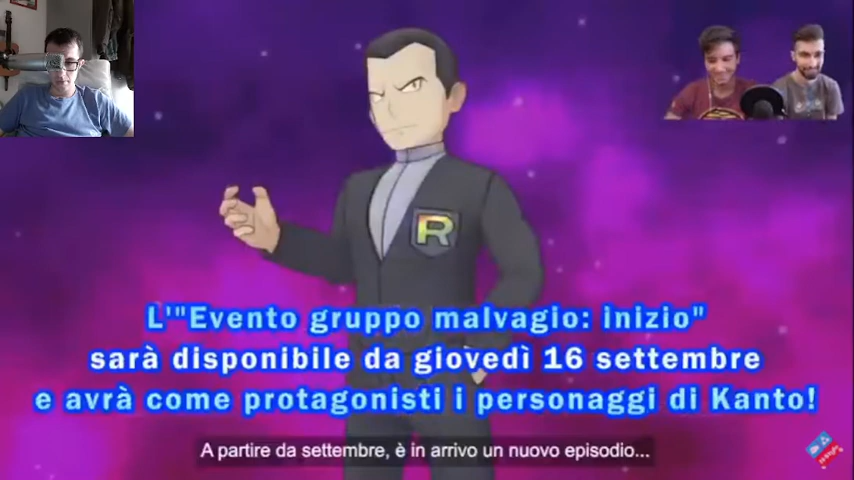 R
L'"Evento gruppo malvagio: inizio"
sarà disponibile da giovedì 16 settembre
e avrà come protagonisti i personaggi di Kanto!
A partire da settembre, è in arrivo un nuovo episodio...